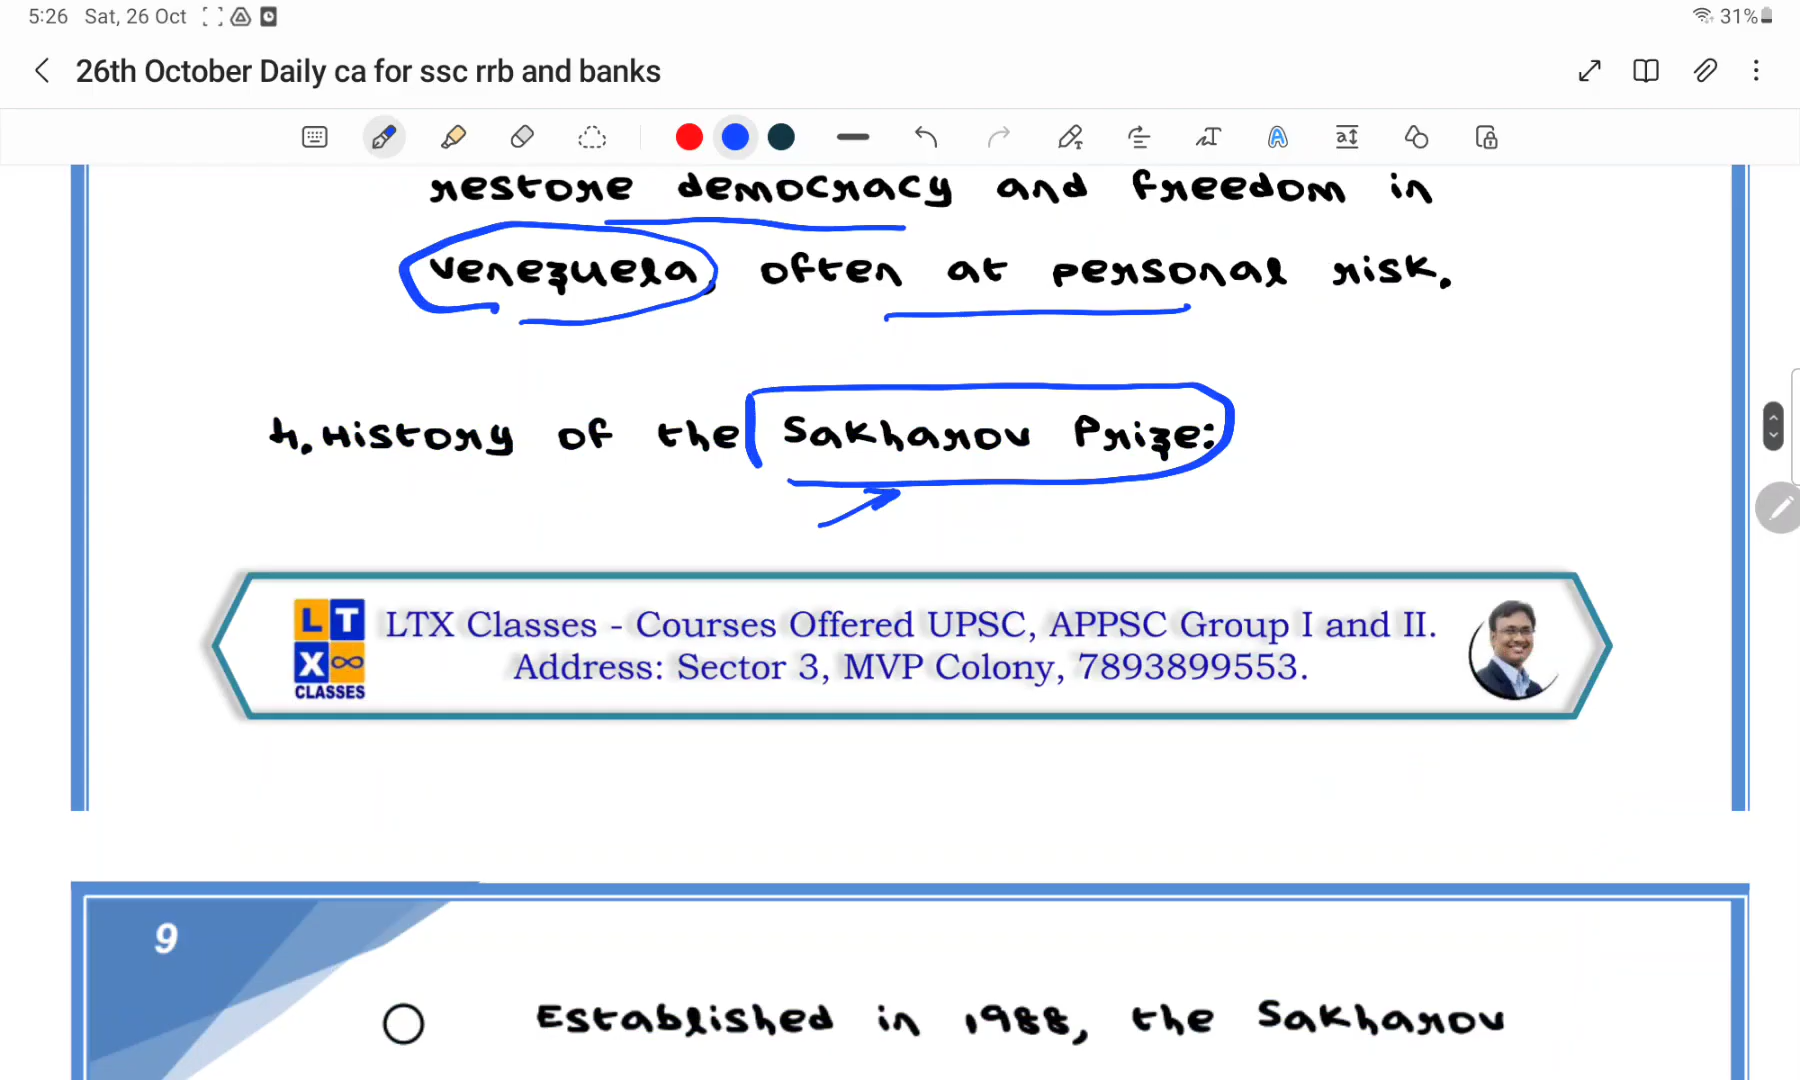 5:26 Sat, 26 Oct
31%
26th October Daily ca for ssc rrb and banks
restore democracy and freedom in
Venezuela, often at personal risk.
4. History of the Sakharov Prize:
L T
X ∞
CLASSES
LTX Classes - Courses Offered UPSC, APPSC Group I and II.
Address: Sector 3, MVP Colony, 7893899553.
9
Established in 1988, the Sakharov